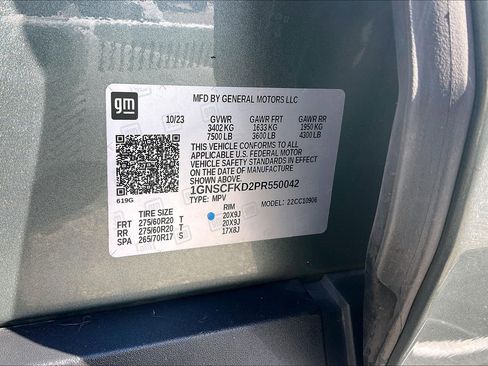 gm
MFD BY GENERAL MOTORS LLC
10/23 GVWR GAWR FRT GAWR RR
3402 KG 1633 KG 1950 KG
7500 LB 3600 LB 4300 LB
THIS VEHICLE CONFORMS TO ALL
APPLICABLE U.S. FEDERAL MOTOR
VEHICLE SAFETY STANDARDS IN EFFECT
ON THE DATE OF MANUFACTURE
SHOWN ABOVE.
619G 1GNSCFKD2PR550042
TYPE: MPV MODEL: 22CC10906
TIRE SIZE RIM
FRT 275/60R20 T 20X9J
RR 275/60R20 T 20X9J
SPA 265/70R17 S 17X8J